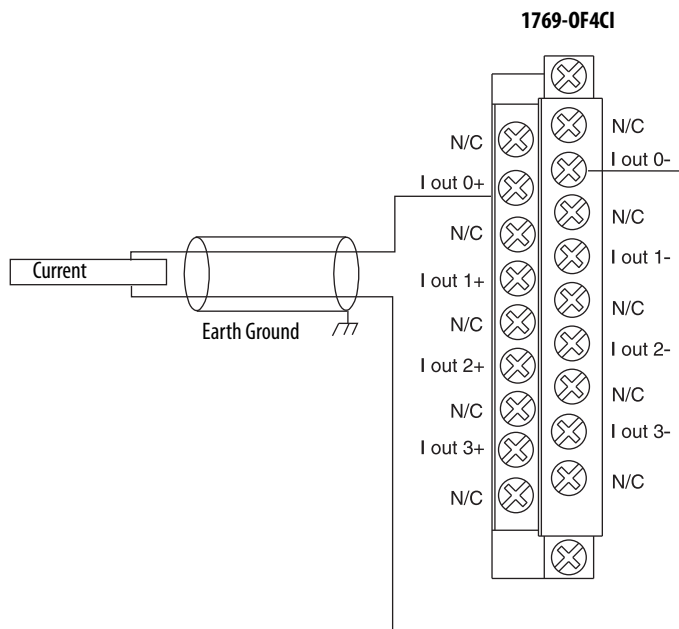 1769-OF4CI
N/C
I out 0+
N/C
I out 1+
N/C
I out 2+
N/C
I out 3+
N/C
N/C
I out 0-
N/C
I out 1-
N/C
I out 2-
N/C
I out 3-
N/C
Current
Earth Ground